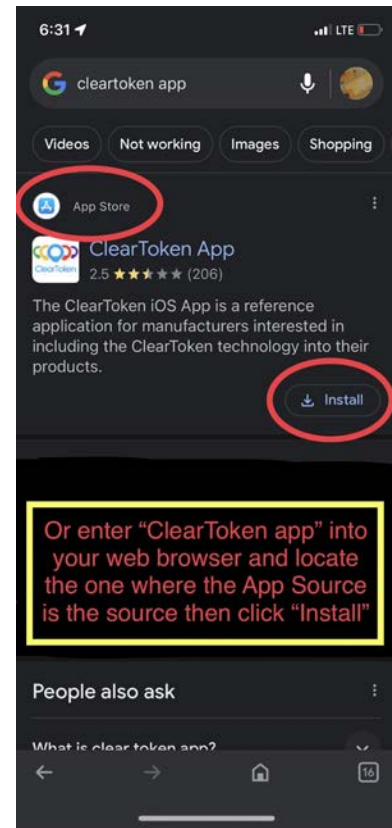 6:31
LTE
cleartoken app
Videos Not working Images Shopping
App Store
ClearToken
ClearToken App
2.5 ★★★★★ (206)
The ClearToken iOS App is a reference
application for manufacturers interested in
including the ClearToken technology into their
products.
Install
Or enter “ClearToken app” into
your web browser and locate
the one where the App Source
is the source then click “Install”
People also ask
What is clear token app?
16